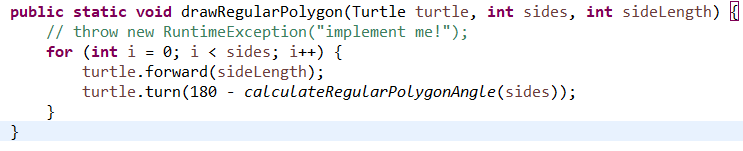 public static void drawRegularPolygon(Turtle turtle, int sides, int sideLength) {
    // throw new RuntimeException("implement me!");
    for (int i = 0; i < sides; i++) {
        turtle.forward(sideLength);
        turtle.turn(180 - calculateRegularPolygonAngle(sides));
    }
}